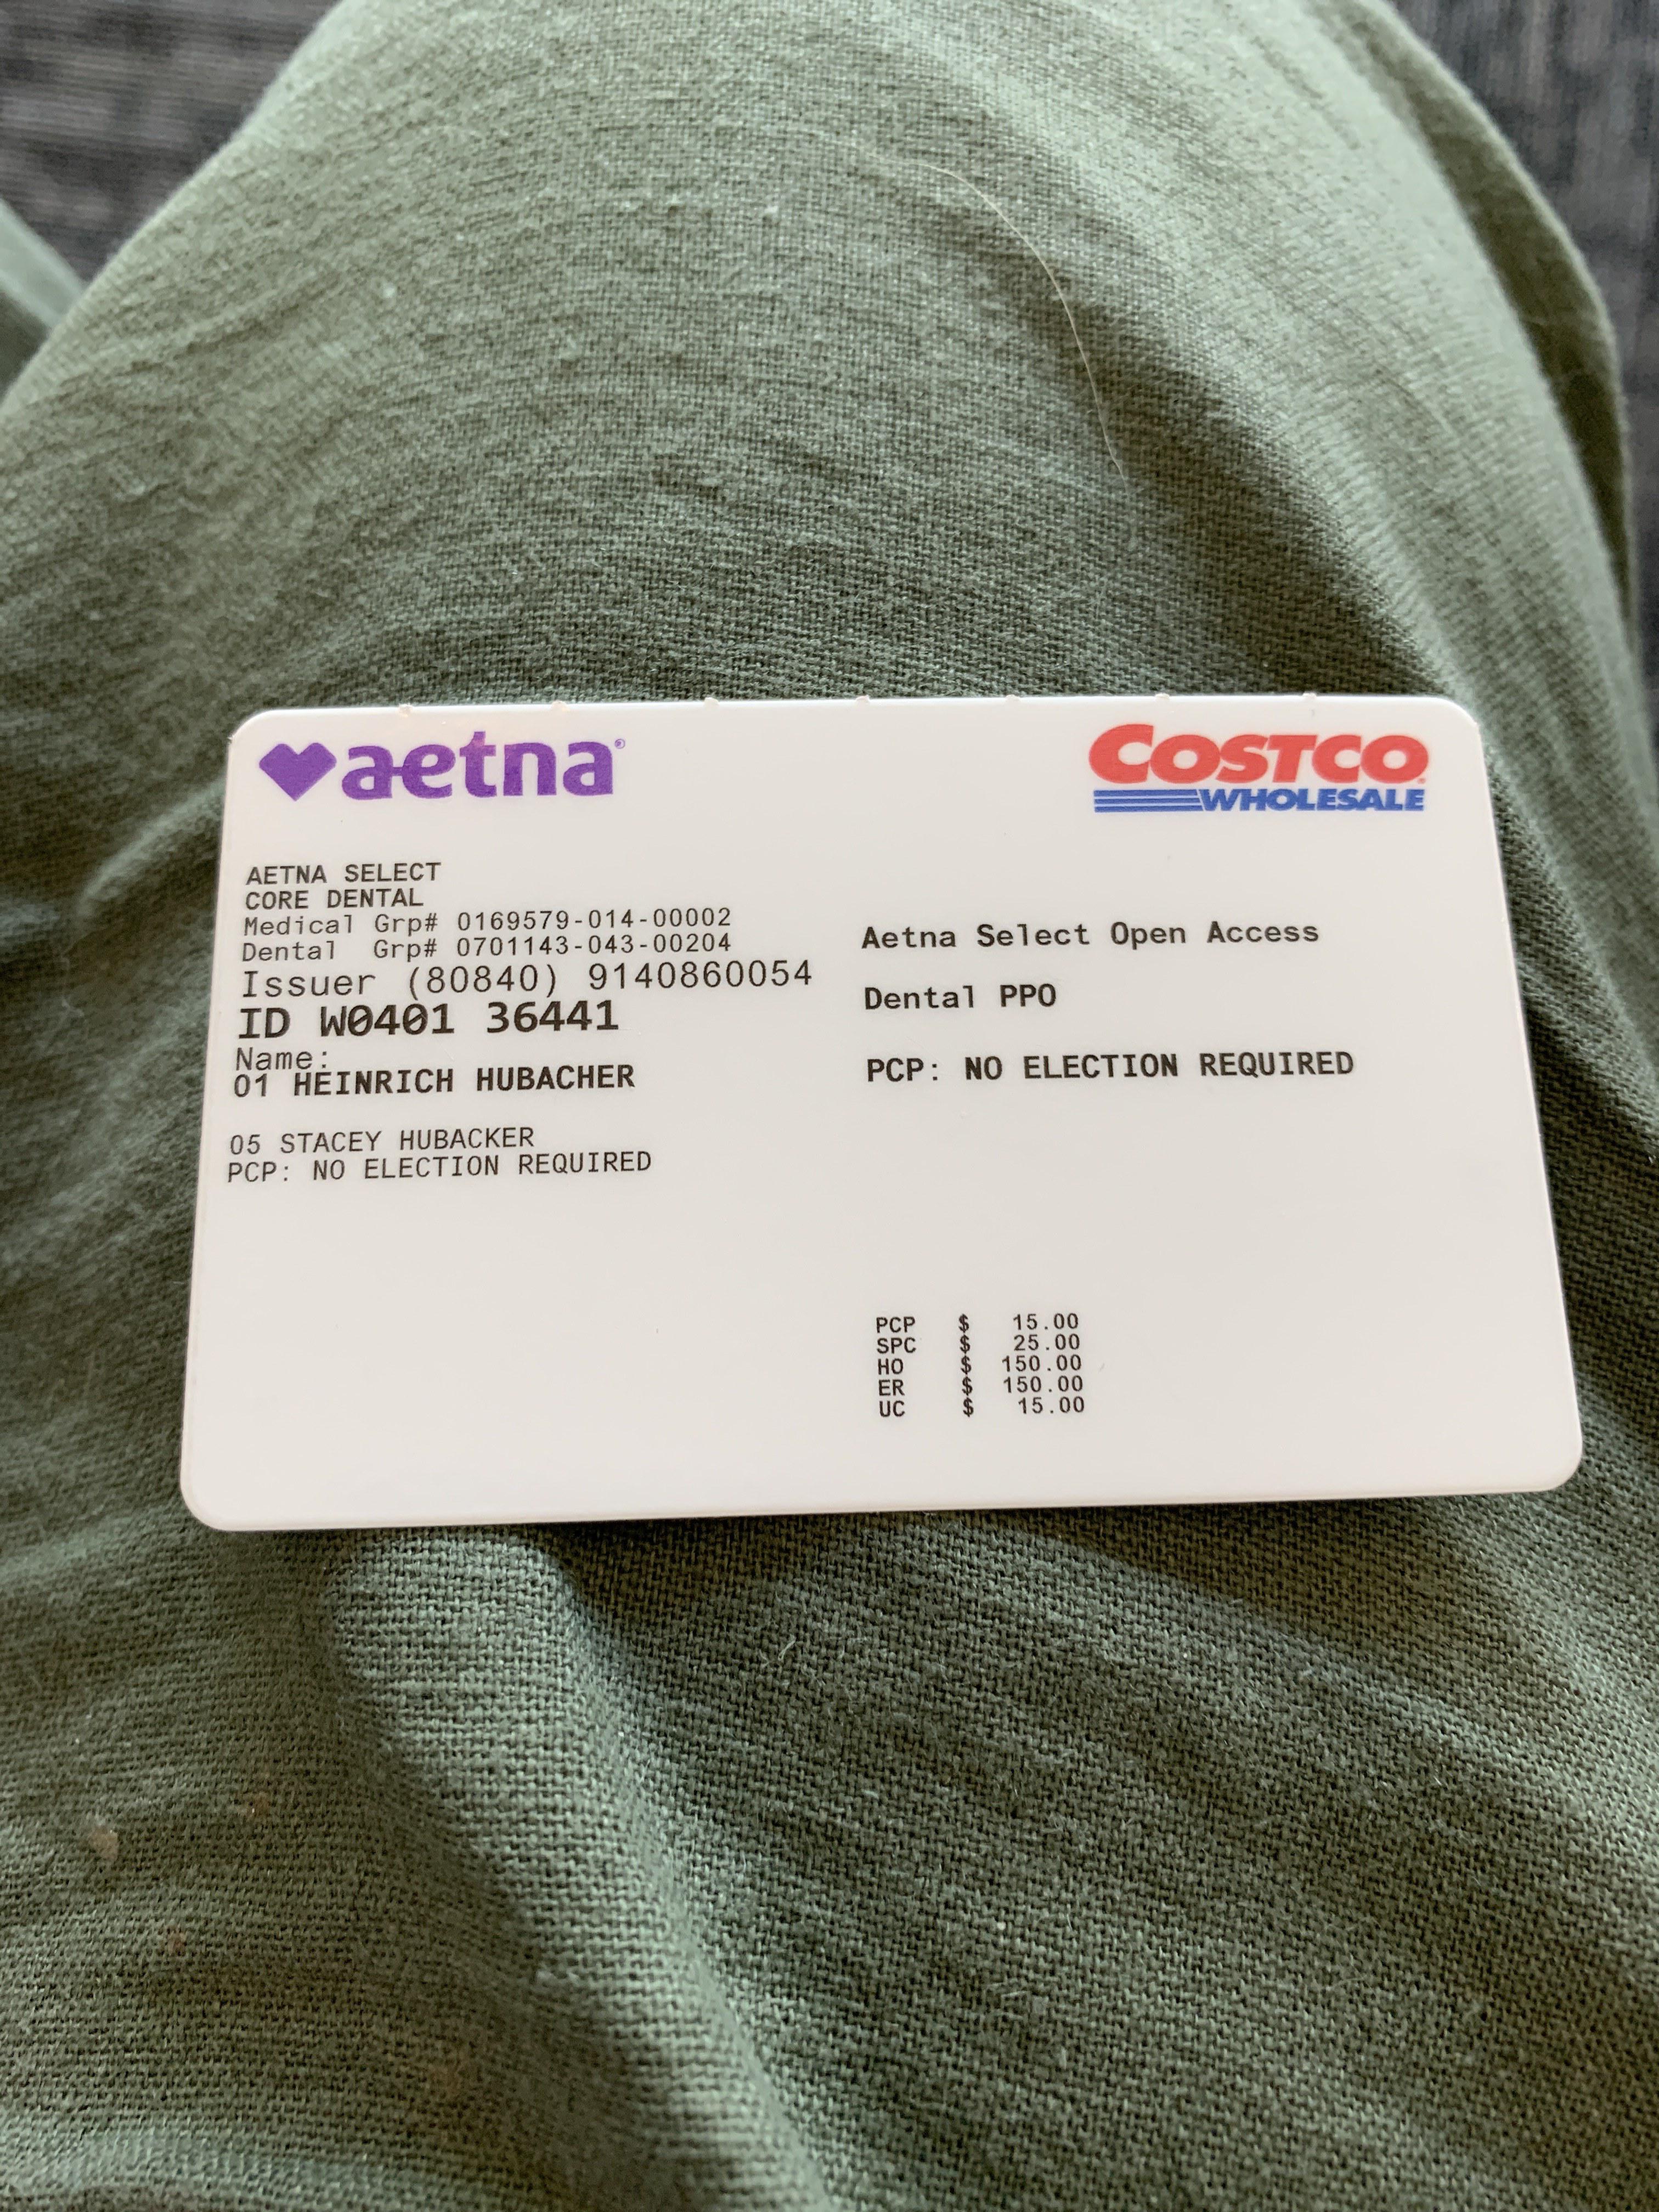 aetna®
COSTCO
WHOLESALE
AETNA SELECT
CORE DENTAL
Medical Grp# 0169579-014-00002
Dental Grp# 0701143-043-00204
Issuer (80840) 9140860054
ID W0401 36441
Name:
01 HEINRICH HUBACHER
05 STACEY HUBACKER
PCP: NO ELECTION REQUIRED
Aetna Select Open Access
Dental PPO
PCP: NO ELECTION REQUIRED
PCP $ 15.00
SPC $ 25.00
HO $ 150.00
ER $ 150.00
UC $ 15.00